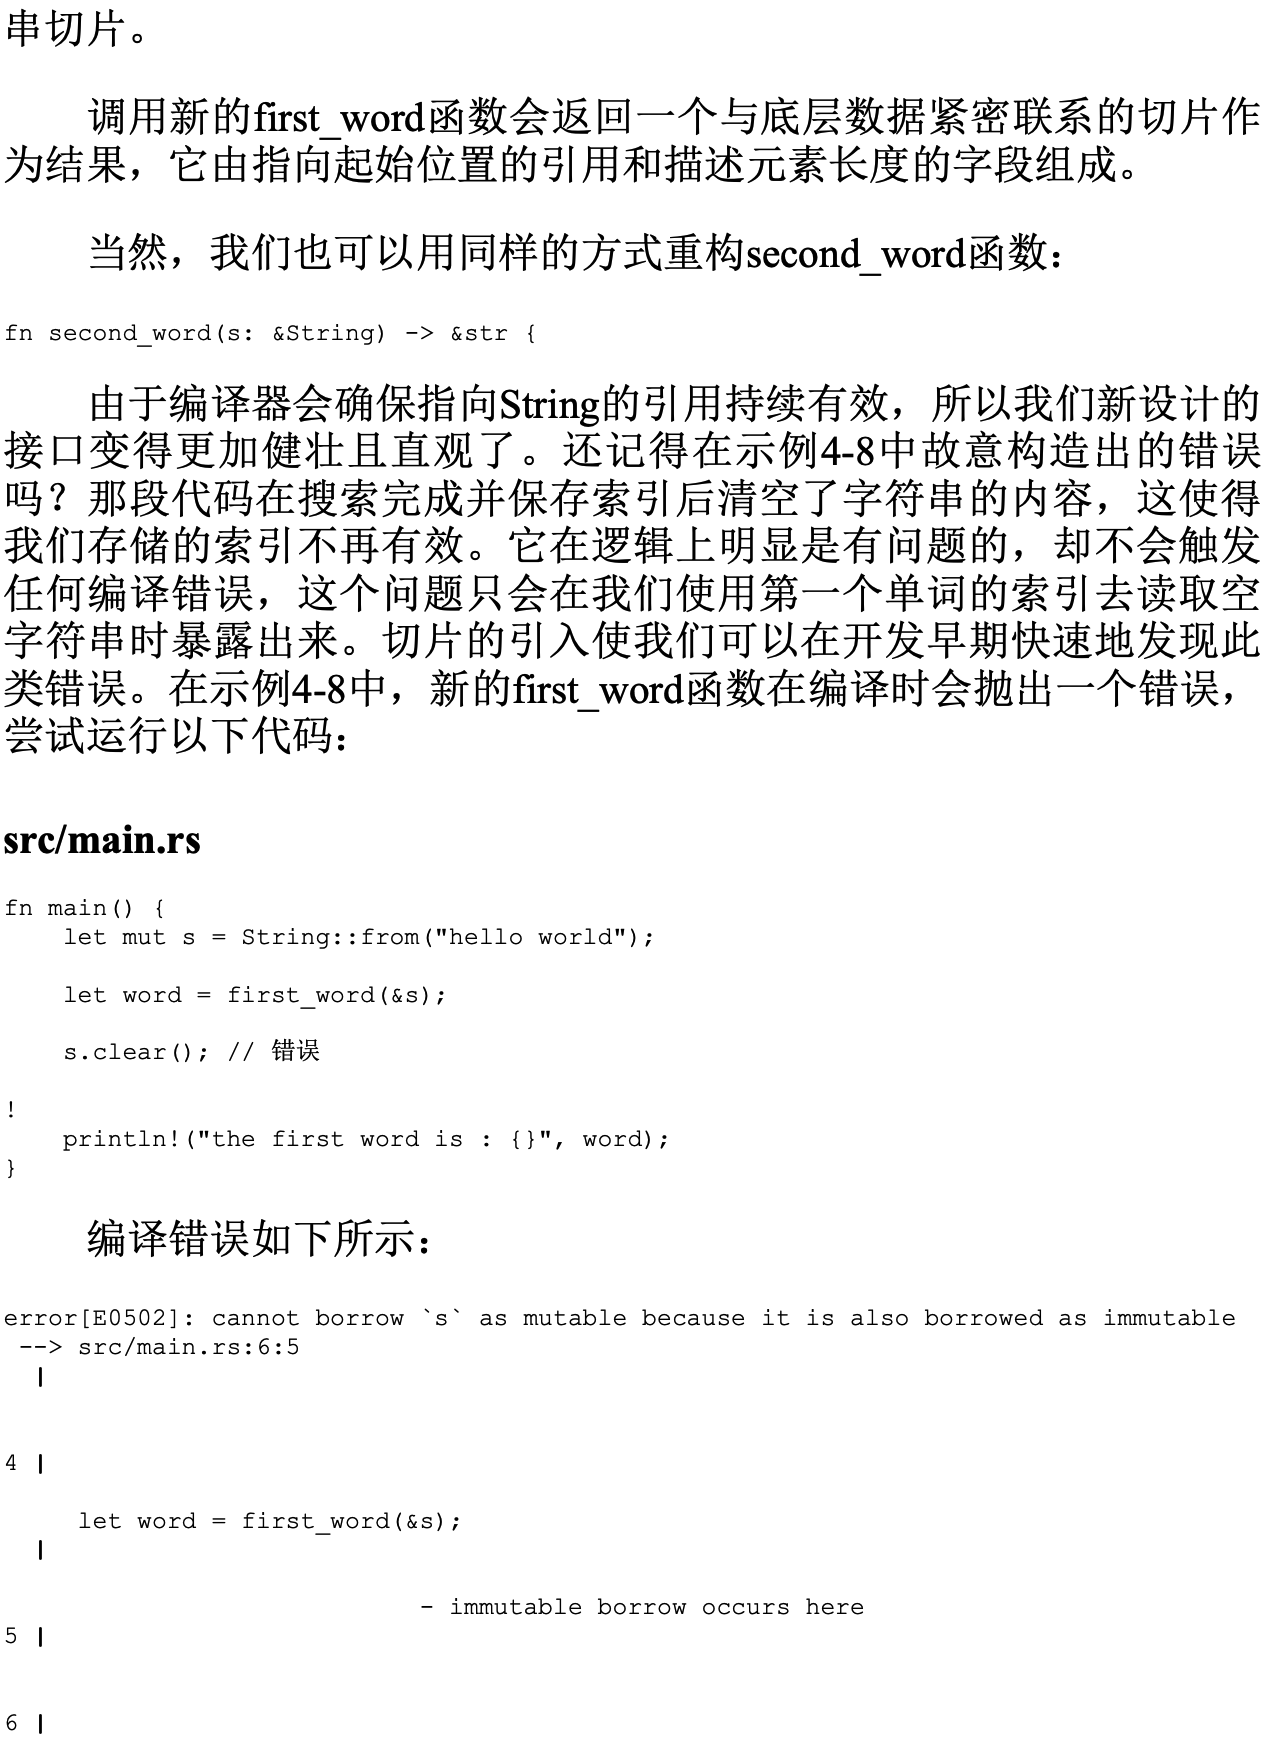 串切片。
调用新的first_word函数会返回一个与底层数据紧密联系的切片作
为结果，它由指向起始位置的引用和描述元素长度的字段组成。
当然，我们也可以用同样的方式重构second_word函数：
fn second_word(s: &String) -> &str {
由于编译器会确保指向String的引用持续有效，所以我们新设计的
接口变得更加健壮且直观了。还记得在示例4-8中故意构造出的错误
吗？那段代码在搜索完成并保存索引后清空了字符串的内容，这使得
我们存储的索引不再有效。它在逻辑上明显是有问题的，却不会触发
任何编译错误，这个问题只会在我们使用第一个单词的索引去读取空
字符串时暴露出来。切片的引入使我们可以在开发早期快速地发现此
类错误。在示例4-8中，新的first_word函数在编译时会抛出一个错误，
尝试运行以下代码：
src/main.rs
fn main() {
    let mut s = String::from("hello world");
    let word = first_word(&s);
    s.clear(); // 错误
!
    println!("the first word is : {}", word);
}
编译错误如下所示：
error[E0502]: cannot borrow `s` as mutable because it is also borrowed as immutable
 --> src/main.rs:6:5
  |
4 |
     let word = first_word(&s);
  |
                            - immutable borrow occurs here
5 |
6 |